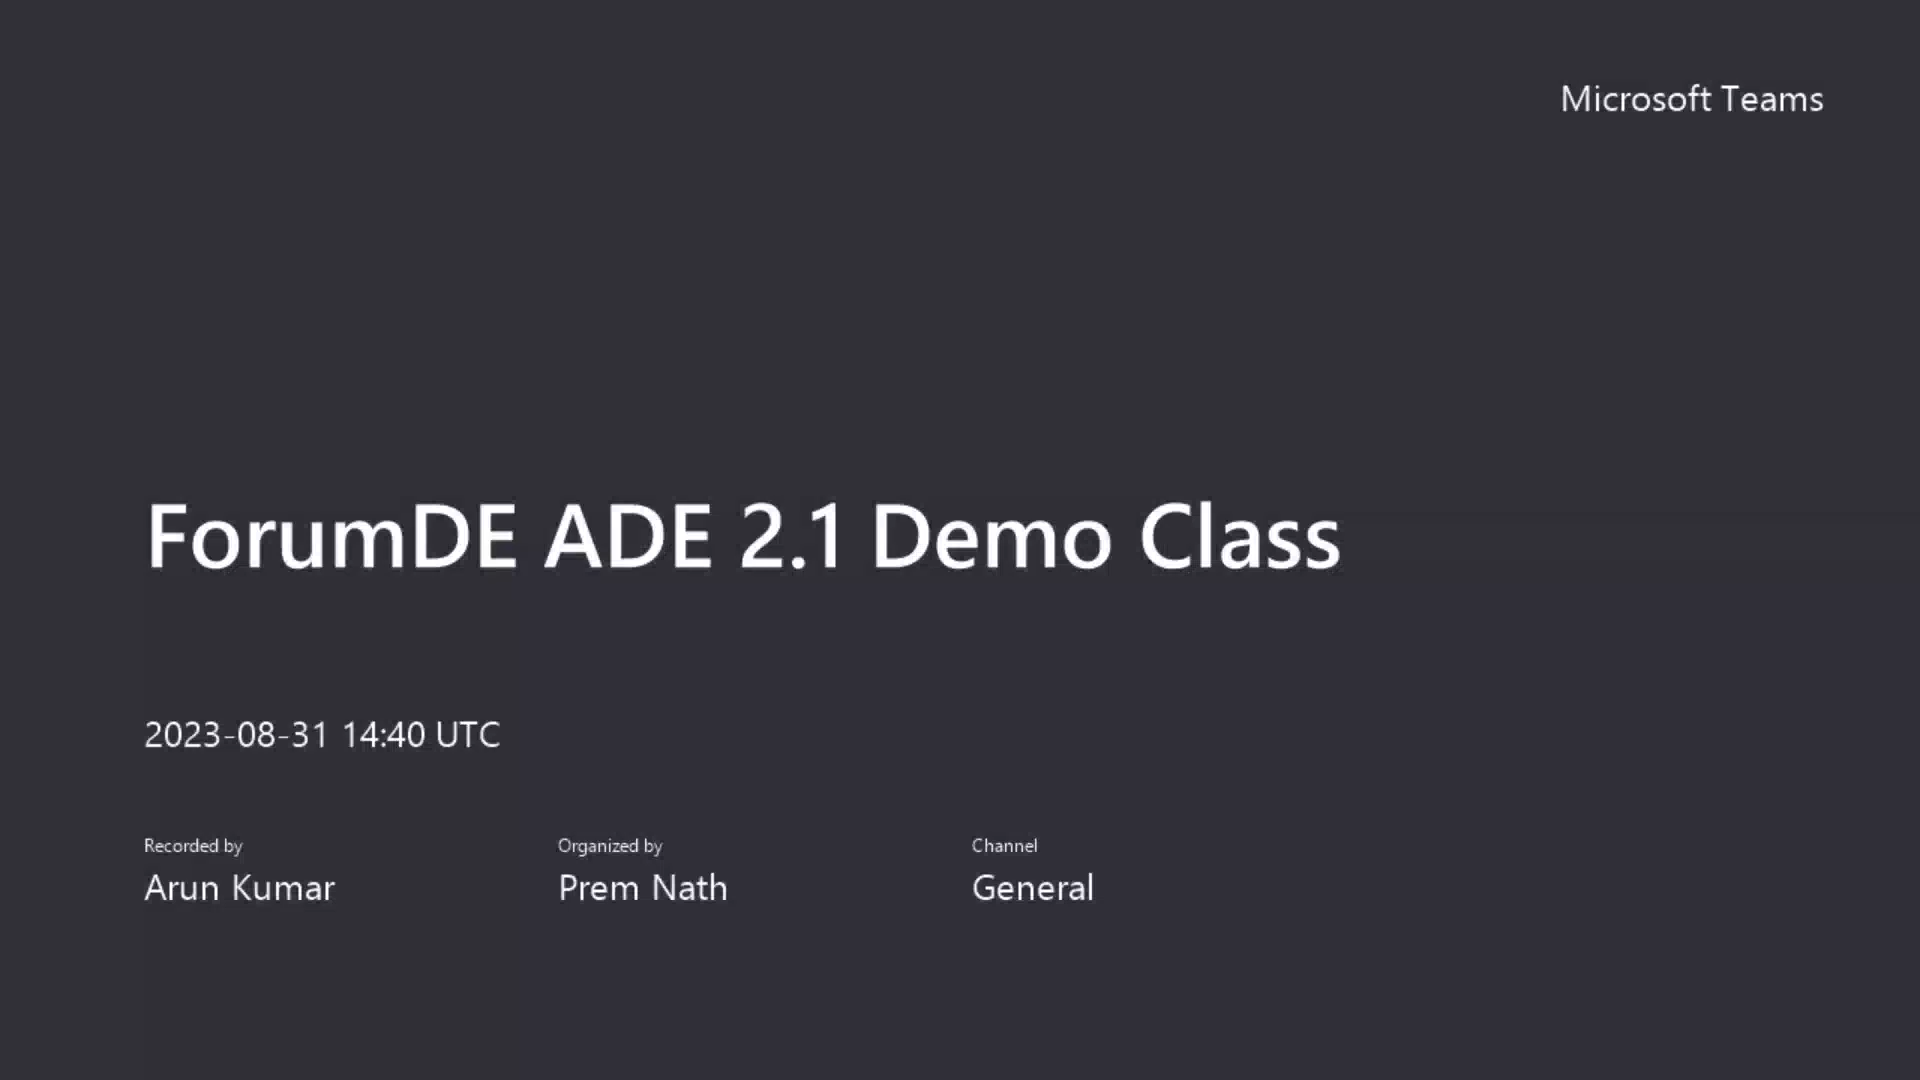 Microsoft Teams
ForumDE ADE 2.1 Demo Class
2023-08-31 14:40 UTC
Recorded by
Arun Kumar
Organized by
Prem Nath
Channel
General